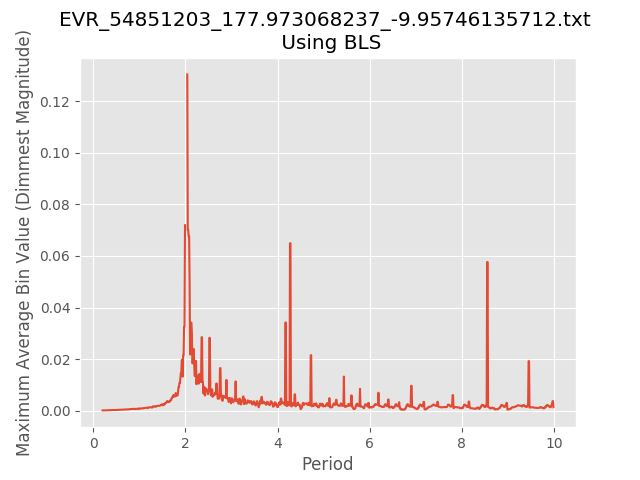 EVR_54851203_177.973068237_-9.95746135712.txt
Using BLS
Maximum Average Bin Value (Dimmest Magnitude)
0.12
0.10
0.08
0.06
0.04
0.02
0.00
0 2 4 6 8 10
Period